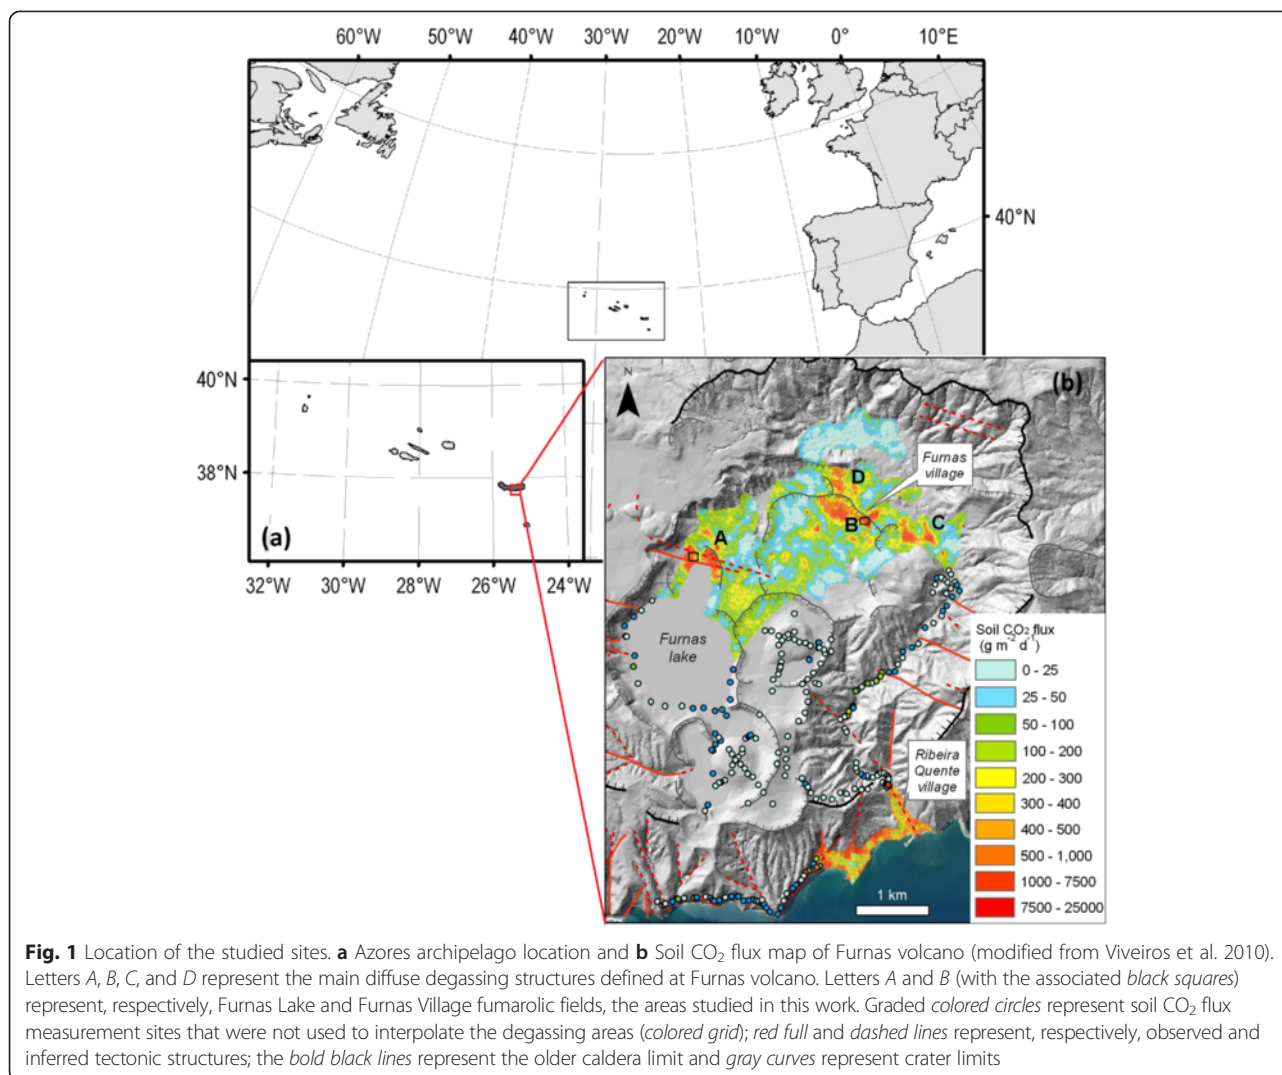 60°W 50°W 40°W 30°W 20°W 10°W 0° 10°E
40°N
40°N
38°N
(a)
32°W 30°W 28°W 26°W 24°W
N
(b)
Furnas
village
D
B
C
A
Furnas
lake
Ribeira
Quente
village
1 km
Soil CO₂ flux
(g m⁻² d⁻¹)
0 - 25
25 - 50
50 - 100
100 - 200
200 - 300
300 - 400
400 - 500
500 - 1,000
1000 - 7500
7500 - 25000
Fig. 1 Location of the studied sites. a Azores archipelago location and b Soil CO₂ flux map of Furnas volcano (modified from Viveiros et al. 2010).
Letters A, B, C, and D represent the main diffuse degassing structures defined at Furnas volcano. Letters A and B (with the associated black squares)
represent, respectively, Furnas Lake and Furnas Village fumarolic fields, the areas studied in this work. Graded colored circles represent soil CO₂ flux
measurement sites that were not used to interpolate the degassing areas (colored grid); red full and dashed lines represent, respectively, observed and
inferred tectonic structures; the bold black lines represent the older caldera limit and gray curves represent crater limits